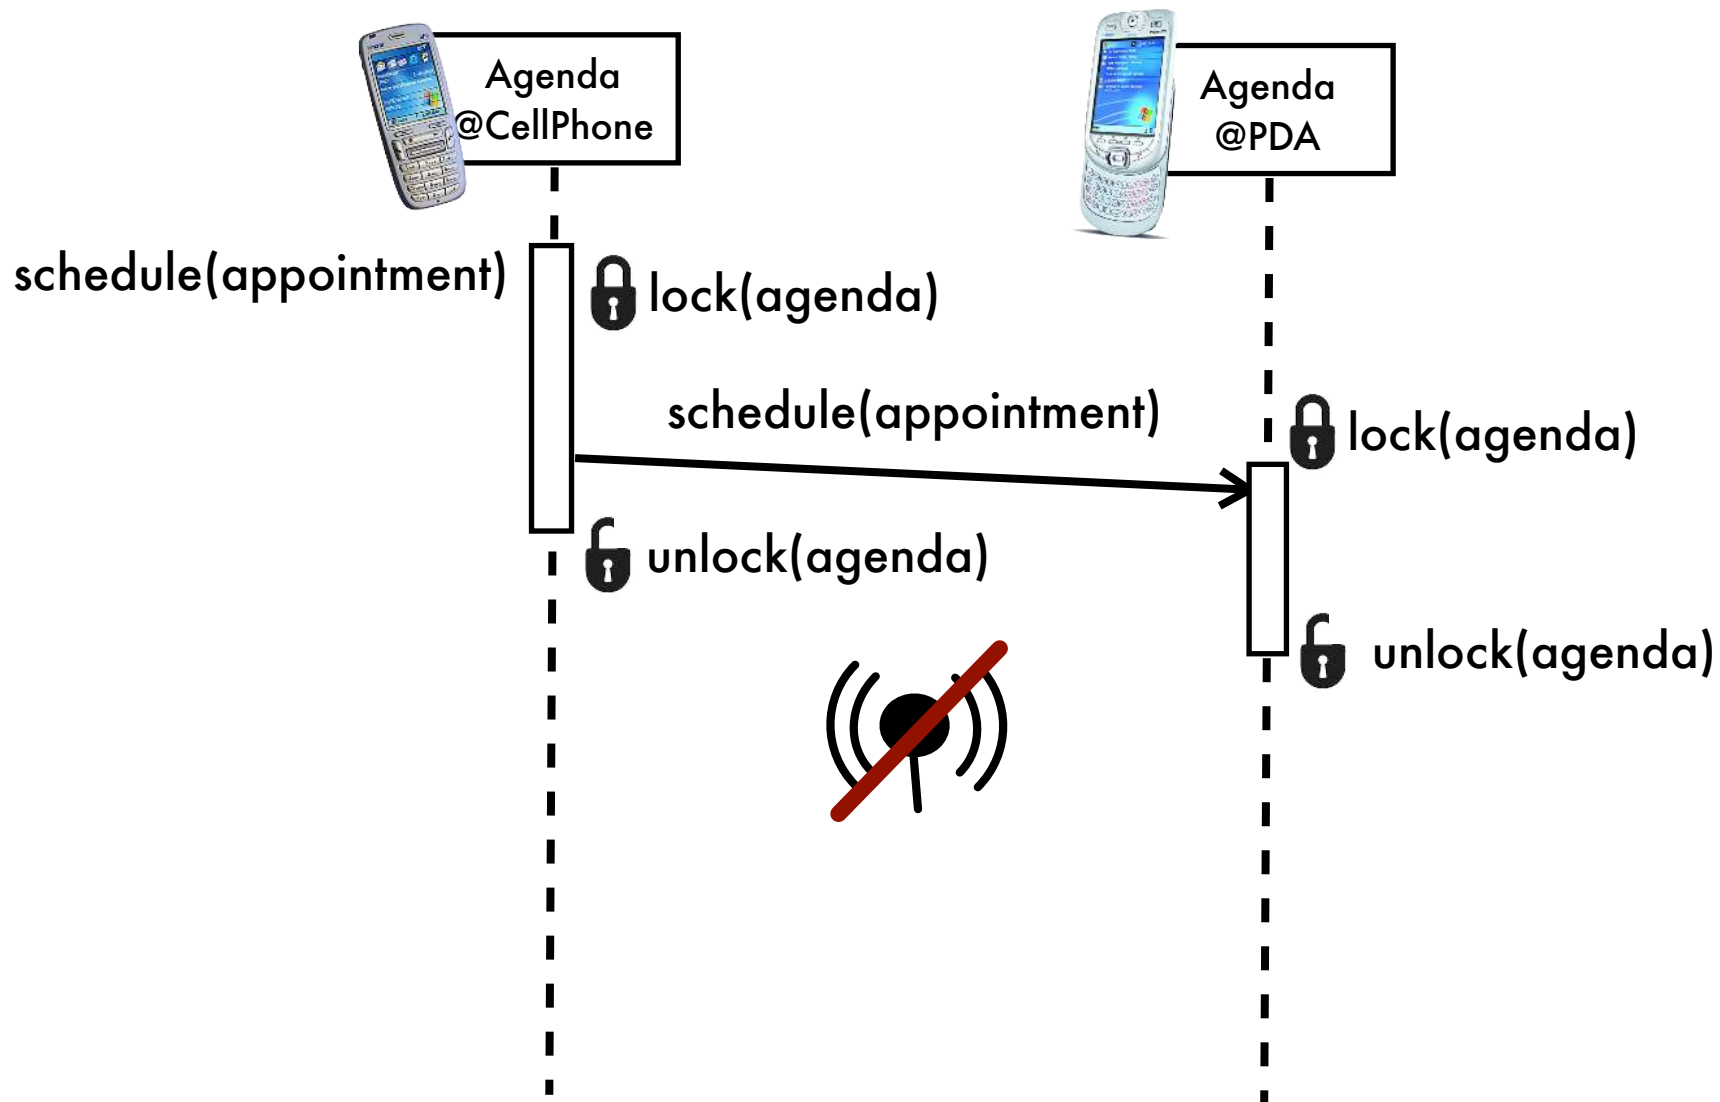 Agenda
@CellPhone
Agenda
@PDA
schedule(appointment)
lock(agenda)
schedule(appointment)
lock(agenda)
unlock(agenda)
unlock(agenda)